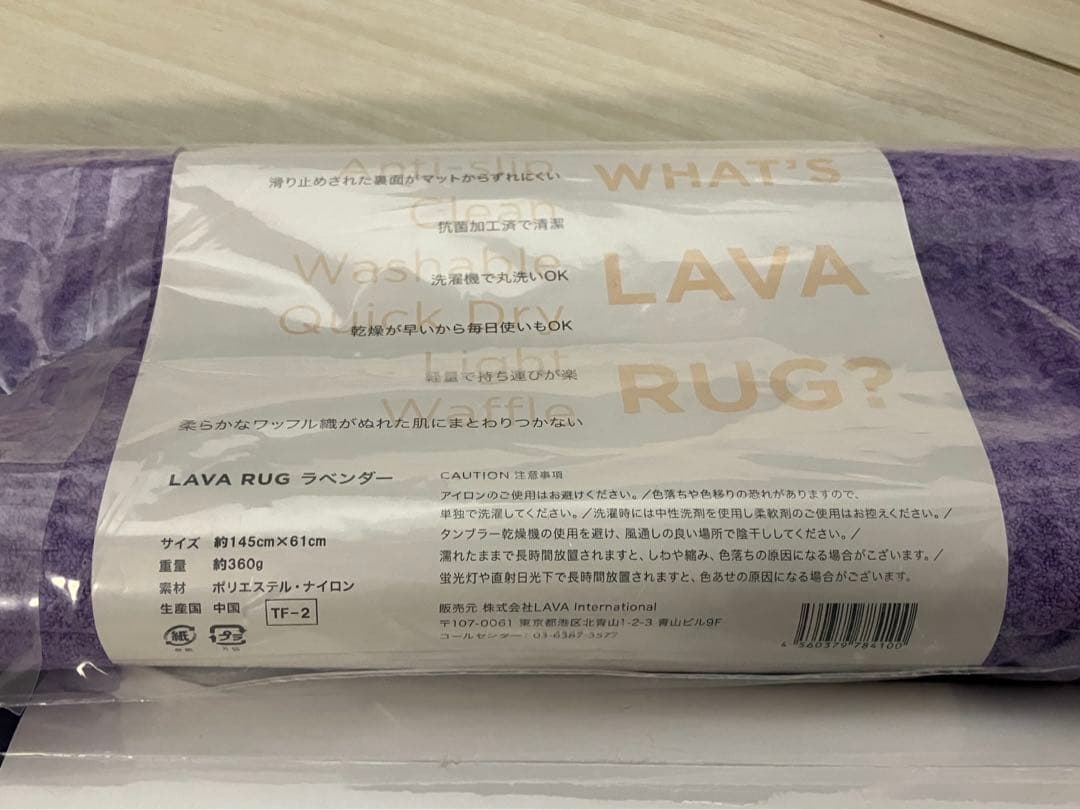 WHAT'S
LAVA
RUG?
Anti-slip
滑り止めされた裏面がマットからずれにくい
Clean
抗菌加工済で清潔
Washable
洗濯機で丸洗いOK
Quick Dry
乾燥が早いから毎日使いもOK
Light
軽量で持ち運びが楽
Waffle
柔らかなワッフル織がぬれた肌にまとわりつかない
LAVA RUG ラベンダー
サイズ 約145cm×61cm
重量 約360g
素材 ポリエステル・ナイロン
生産国 中国 TF-2
紙 プラ
CAUTION 注意事項
アイロンのご使用はお避けください。/色落ちや色移りの恐れがありますので、
単独で洗濯してください。/洗濯時には中性洗剤を使用し柔軟剤のご使用はお控えください。/
タンブラー乾燥機の使用を避け、風通しの良い場所で陰干ししてください。/
濡れたままで長時間放置されますと、しわや縮み、色落ちの原因になる場合がございます。/
蛍光灯や直射日光下で長時間放置されますと、色あせの原因になる場合がございます。
販売元 株式会社LAVA International
〒107-0061 東京都港区北青山1-2-3 青山ビル9F
コールセンター：03-6387-3577
4 560379 784100